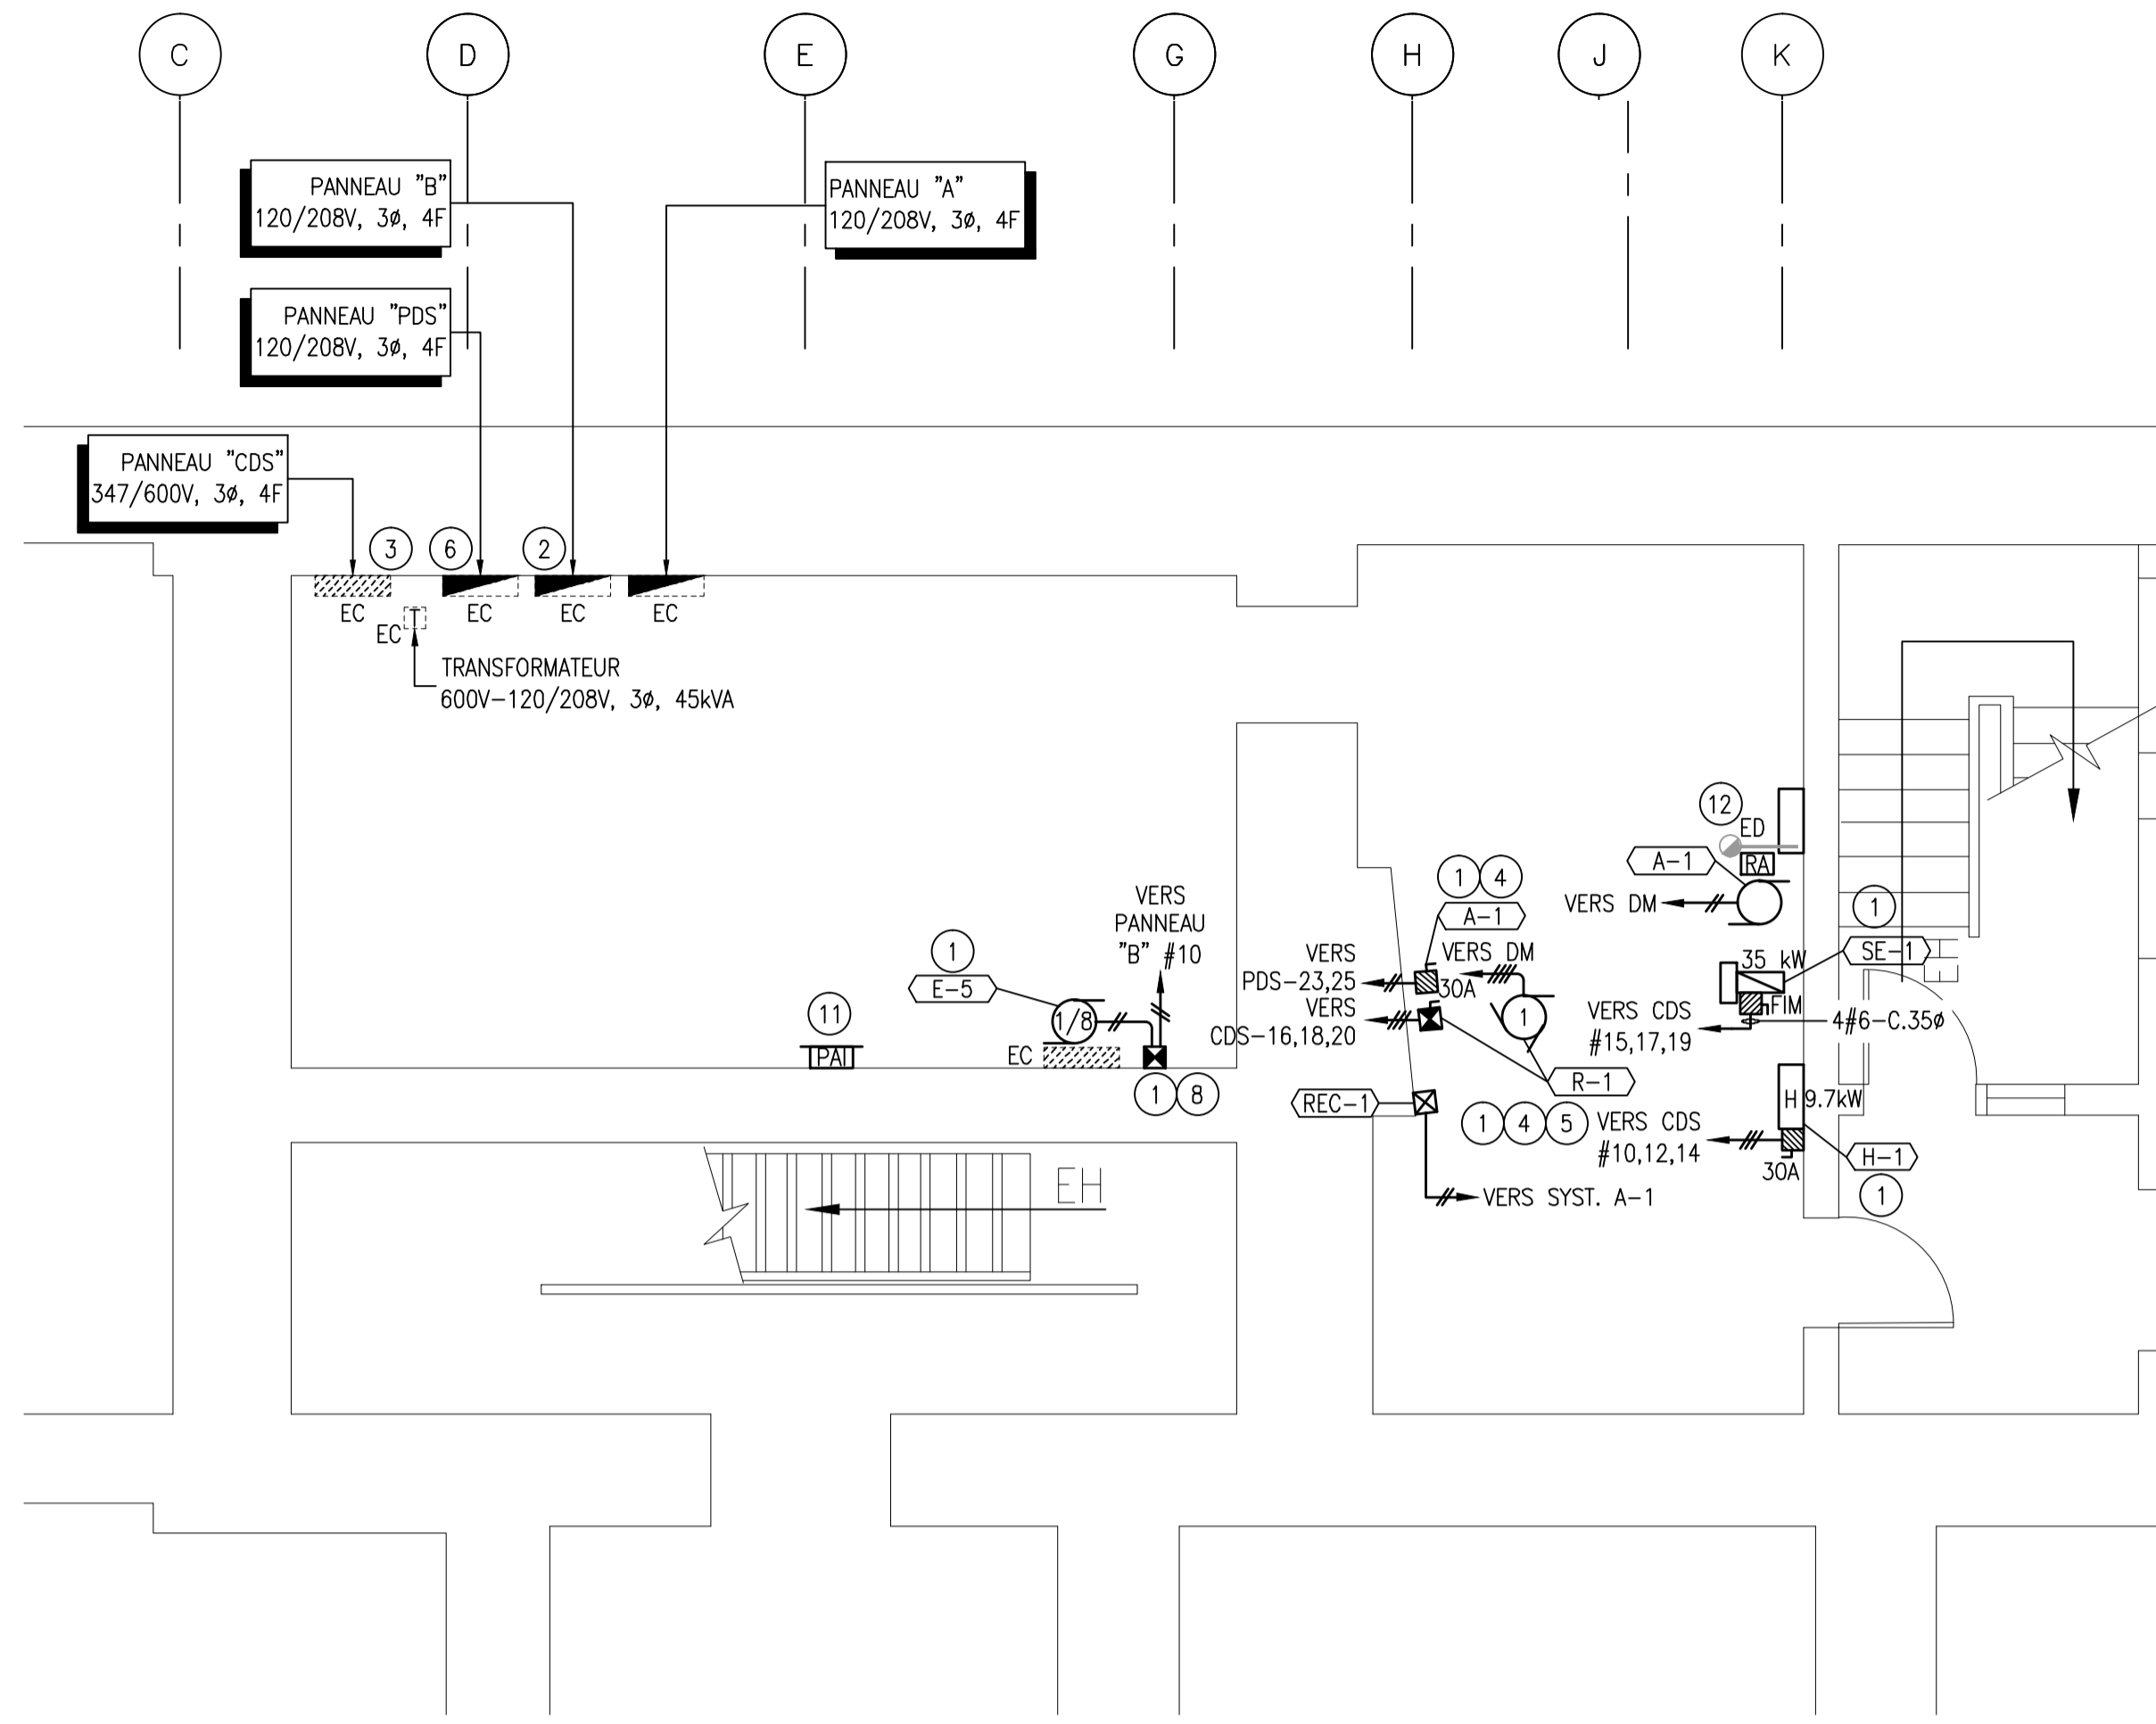 C
D
E
G
H
J
K
PANNEAU "B"
120/208V, 3ø, 4F
PANNEAU "A"
120/208V, 3ø, 4F
PANNEAU "PDS"
120/208V, 3ø, 4F
PANNEAU "CDS"
347/600V, 3ø, 4F
3
6
2
EC
EC
EC
EC
EC
T
TRANSFORMATEUR
600V-120/208V, 3ø, 45kVA
12
ED
RA
A-1
VERS DM
1
4
A-1
VERS
PANNEAU
"B" #10
1
E-5
1/8
11
PAI
EC
1
8
VERS
PDS-23,25
30A
VERS DM
VERS
CDS-16,18,20
1
R-1
1
4
5
REC-1
VERS SYST. A-1
1
SE-1
35 kW
FIM
4#6-C.35ø
VERS CDS
#15,17,19
H
9.7kW
VERS CDS
#10,12,14
30A
H-1
1
EH
EH